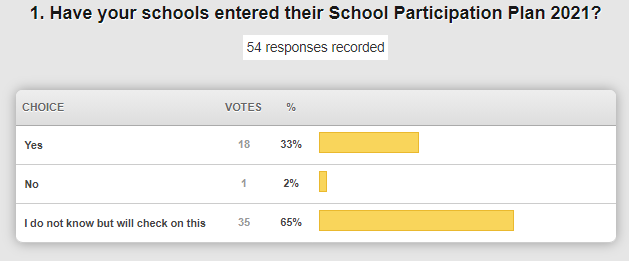 1. Have your schools entered their School Participation Plan 2021?
54 responses recorded
CHOICE VOTES %
Yes 18 33%
No 1 2%
I do not know but will check on this 35 65%